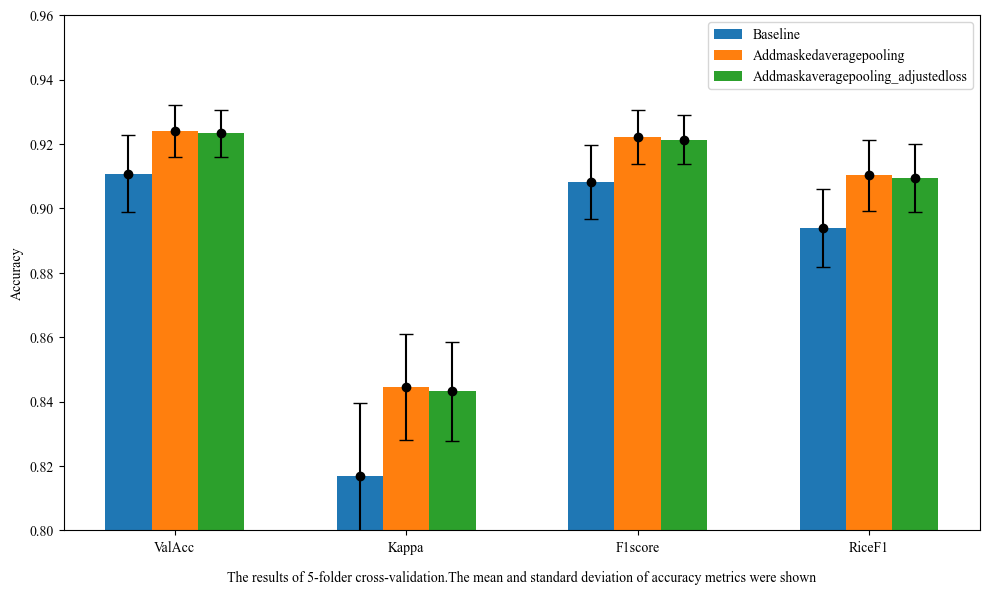 Baseline
Addmaskedaveragepooling
Addmaskaveragepooling_adjustedloss
0.96
0.94
0.92
0.90
0.88
0.86
0.84
0.82
0.80
Accuracy
ValAcc Kappa F1score RiceF1
The results of 5-folder cross-validation.The mean and standard deviation of accuracy metrics were shown